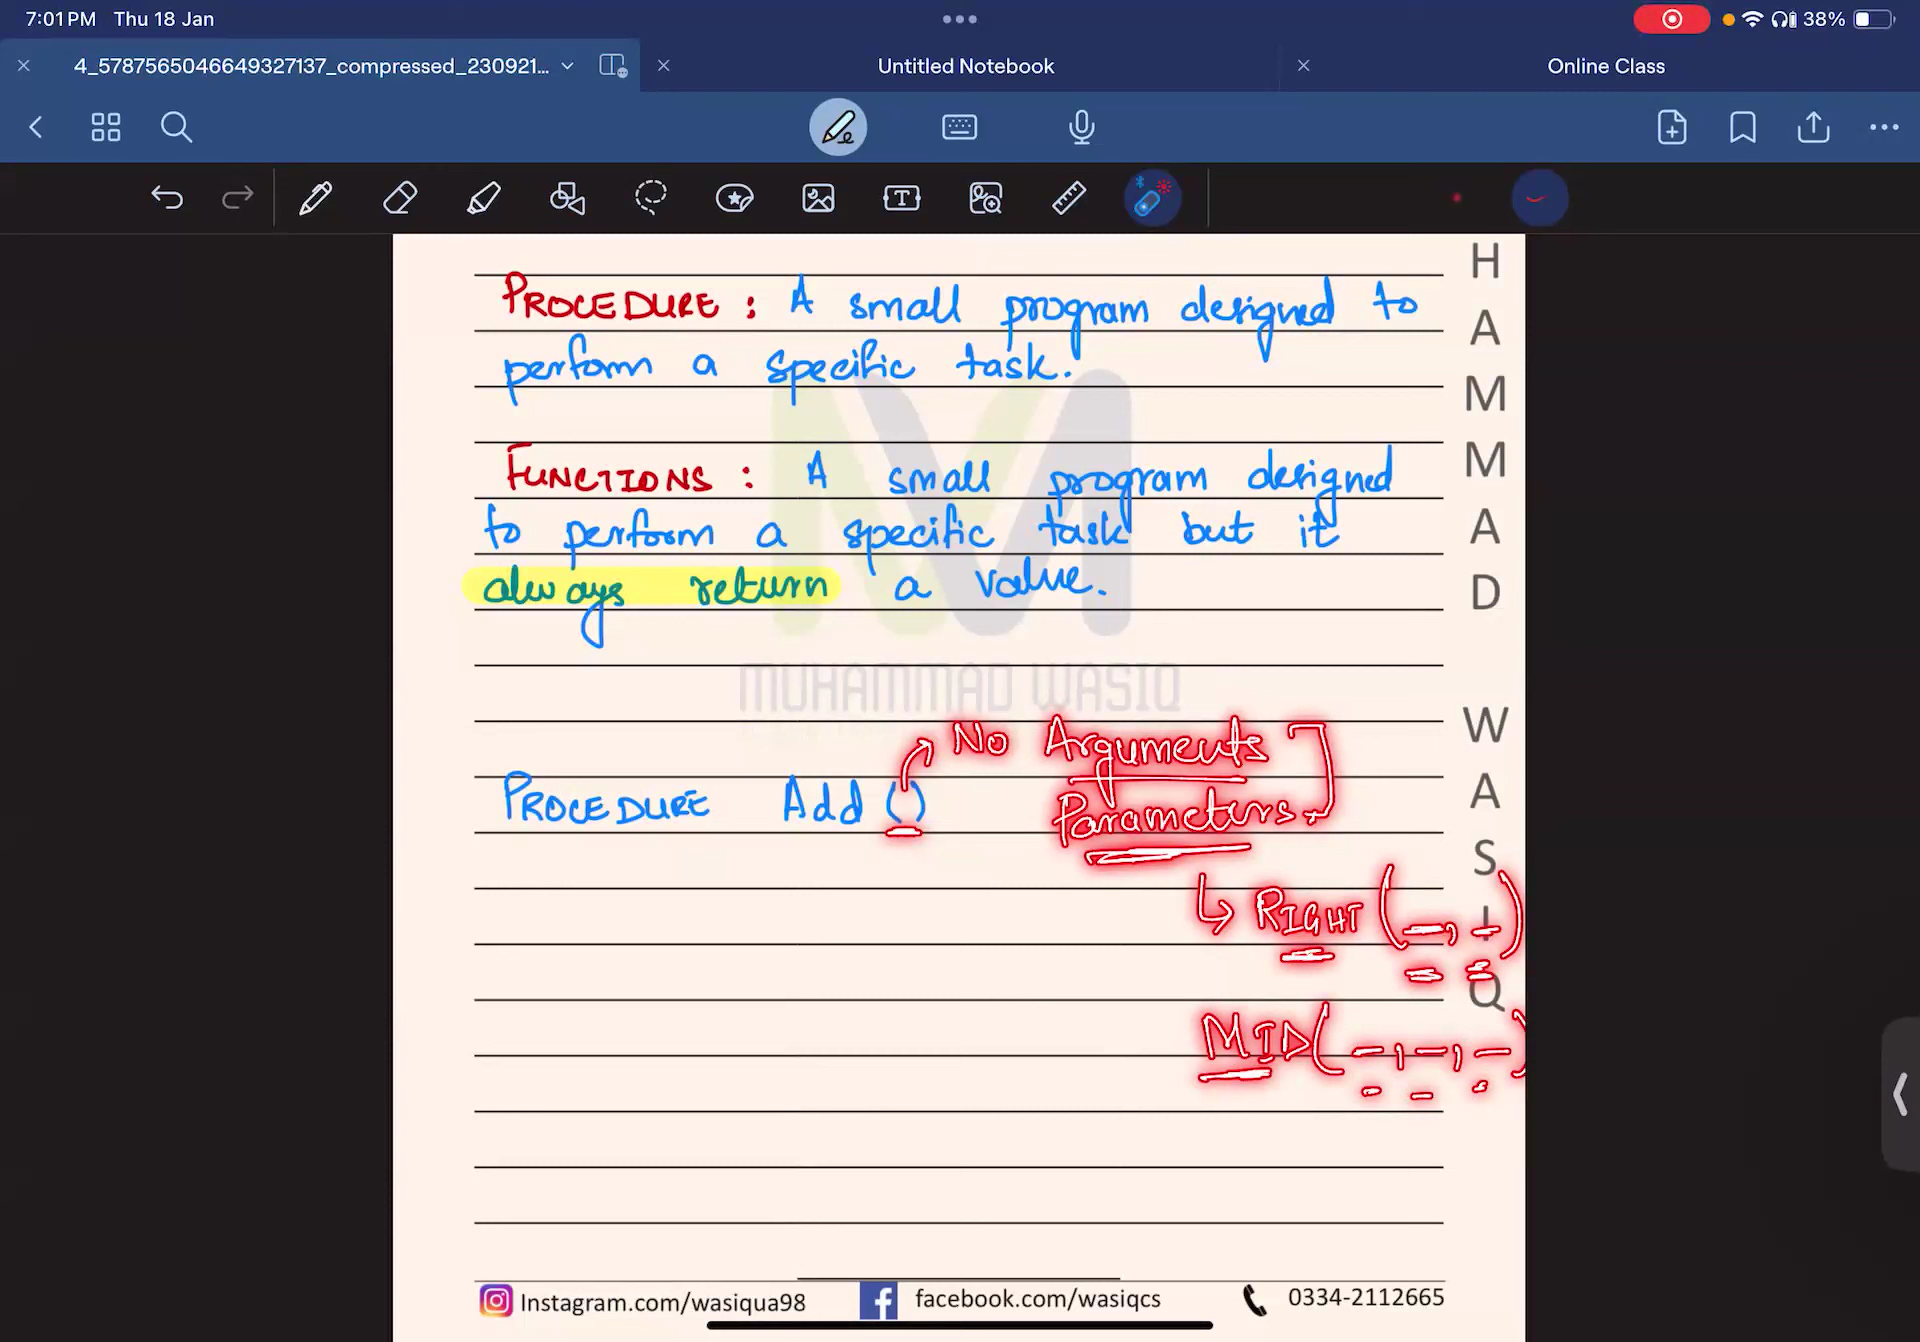 7:01 PM Thu 18 Jan
38%
4_5787565046649327137_compressed_230921...
Untitled Notebook
Online Class
PROCEDURE : A small program designed to
perform a specific task.
FUNCTIONS : A small program designed
to perform a specific task but it
always return a value.
MUHAMMAD WASIQ
No Arguments
PROCEDURE Add ()
Parameters.
RIGHT ( _, _ )
MID( _, _, _ )
HAMMAD WASIQ
Instagram.com/wasiqua98
facebook.com/wasiqcs
0334-2112665